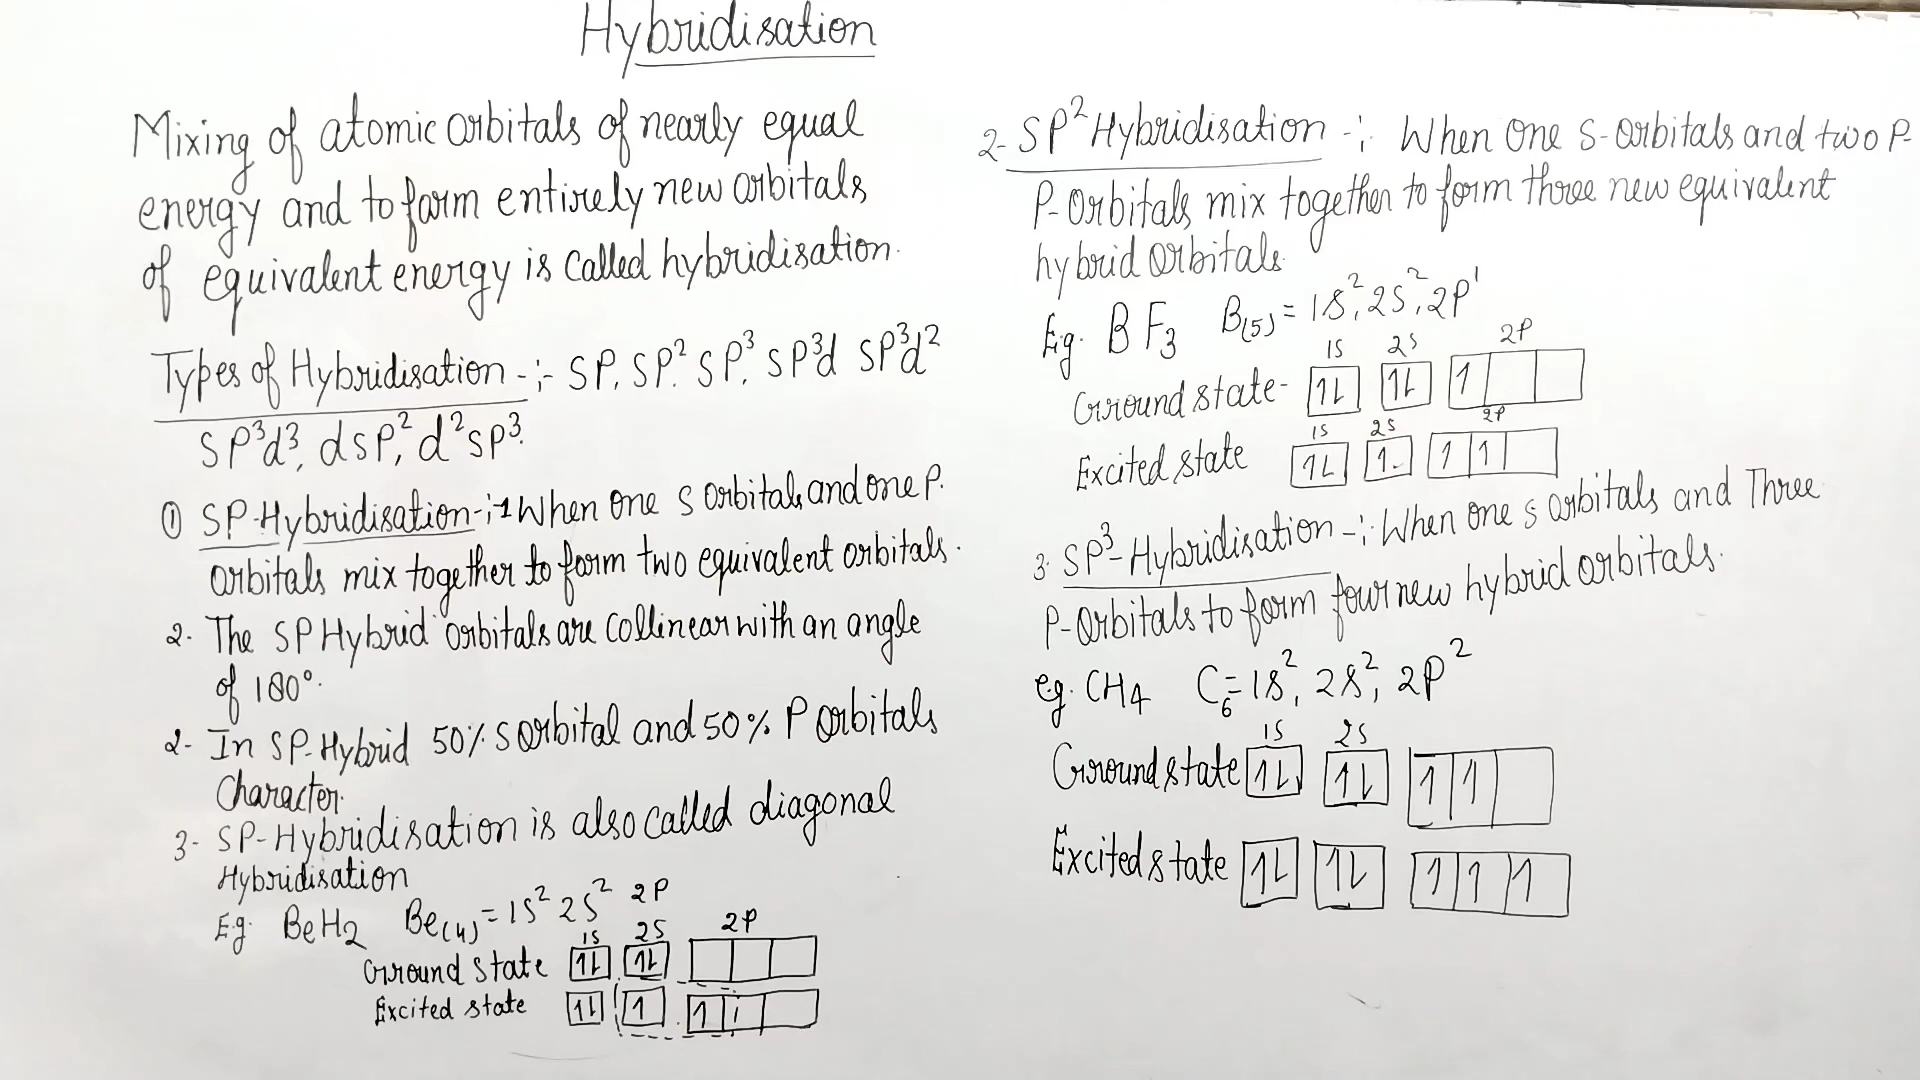 Hybridisation
Mixing of atomic orbitals of nearly equal
energy and to form entirely new orbitals
of equivalent energy is called hybridisation.
Types of Hybridisation -:- SP, SP², SP³, SP³d SP³d²
SP³d³, dSP², d²SP³.
① SP-Hybridisation-:-1 When one S orbitals and one P.
orbitals mix together to form two equivalent orbitals.
2- The SP Hybrid orbitals are collinear with an angle
of 180°.
2- In SP-Hybrid 50% S orbital and 50% P orbitals
Character.
3- SP-Hybridisation is also called diagonal
Hybridisation
E.g. BeH₂ Be(4) = 1S² 2S² 2P
1S 2S 2P
Ground State 1L 1L
Excited state 1L 1 1
2- SP² Hybridisation -: When One S-orbitals and two P-
P-orbitals mix together to form three new equivalent
hybrid orbitals.
E.g. BF₃ B(5) = 1S², 2S², 2P¹
1S 2S 2P
Ground state- 1L 1L 1
1S 2S 2P
Excited state 1L 1 1 1
3. SP³-Hybridisation -: When one s orbitals and Three
P-orbitals to form four new hybrid orbitals.
eg. CH₄ C₆ = 1S², 2S², 2P²
1S 2S
Ground state 1L 1L 1 1
Excited state 1L 1L 1 1 1